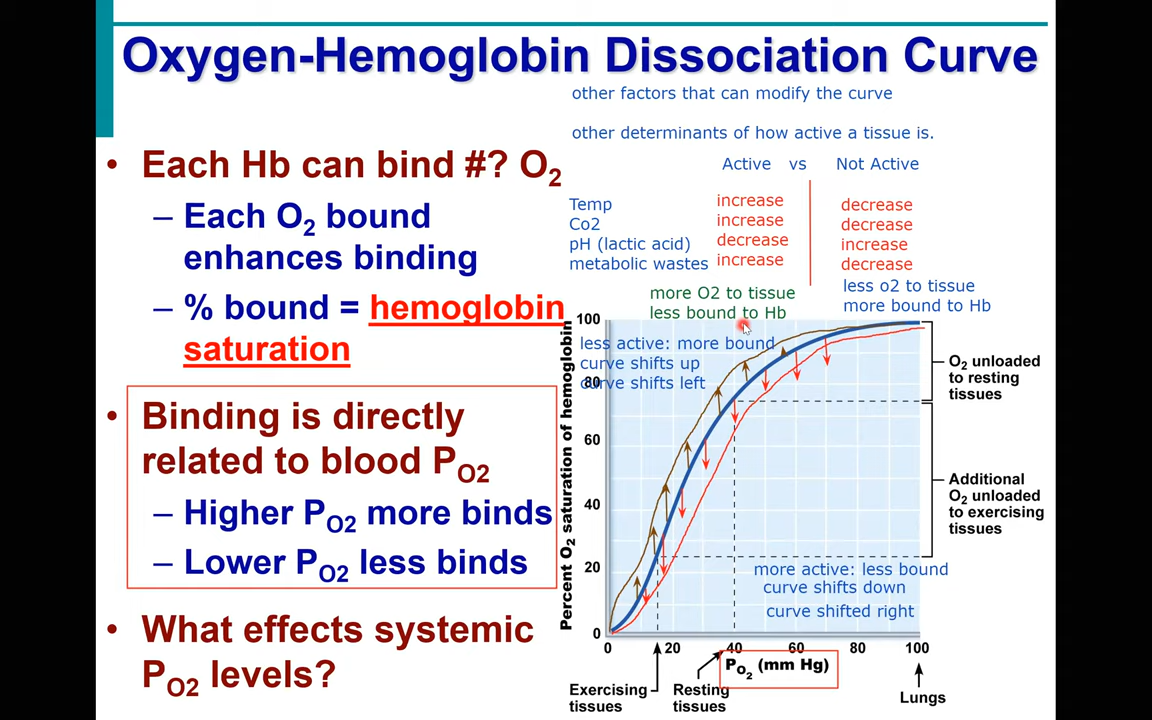 Oxygen-Hemoglobin Dissociation Curve
other factors that can modify the curve
other determinants of how active a tissue is.
Active vs Not Active
Temp increase decrease
Co2 increase decrease
pH (lactic acid) decrease increase
metabolic wastes increase decrease
more O2 to tissue
less bound to Hb
less o2 to tissue
more bound to Hb
• Each Hb can bind #? O2
– Each O2 bound
enhances binding
– % bound = hemoglobin
saturation
• Binding is directly
related to blood PO2
– Higher PO2 more binds
– Lower PO2 less binds
• What effects systemic
PO2 levels?
Percent O2 saturation of hemoglobin
100
80
60
40
20
0
less active: more bound
curve shifts up
curve shifts left
more active: less bound
curve shifts down
curve shifted right
O2 unloaded
to resting
tissues
Additional
O2 unloaded
to exercising
tissues
0 20 40 60 80 100
PO2 (mm Hg)
Exercising
tissues
Resting
tissues
Lungs